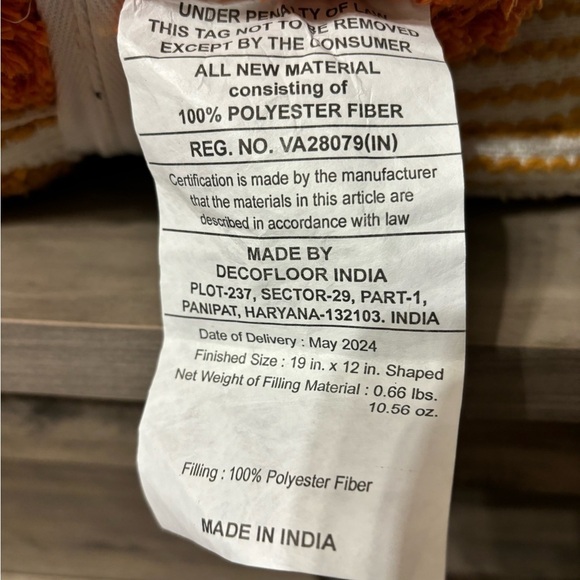 UNDER PENALTY OF LAW
THIS TAG NOT TO BE REMOVED
EXCEPT BY THE CONSUMER
ALL NEW MATERIAL
consisting of
100% POLYESTER FIBER
REG. NO. VA28079(IN)
Certification is made by the manufacturer
that the materials in this article are
described in accordance with law
MADE BY
DECOFLOOR INDIA
PLOT-237, SECTOR-29, PART-1,
PANIPAT, HARYANA-132103. INDIA
Date of Delivery : May 2024
Finished Size : 19 in. x 12 in. Shaped
Net Weight of Filling Material : 0.66 lbs.
10.56 oz.
Filling : 100% Polyester Fiber
MADE IN INDIA